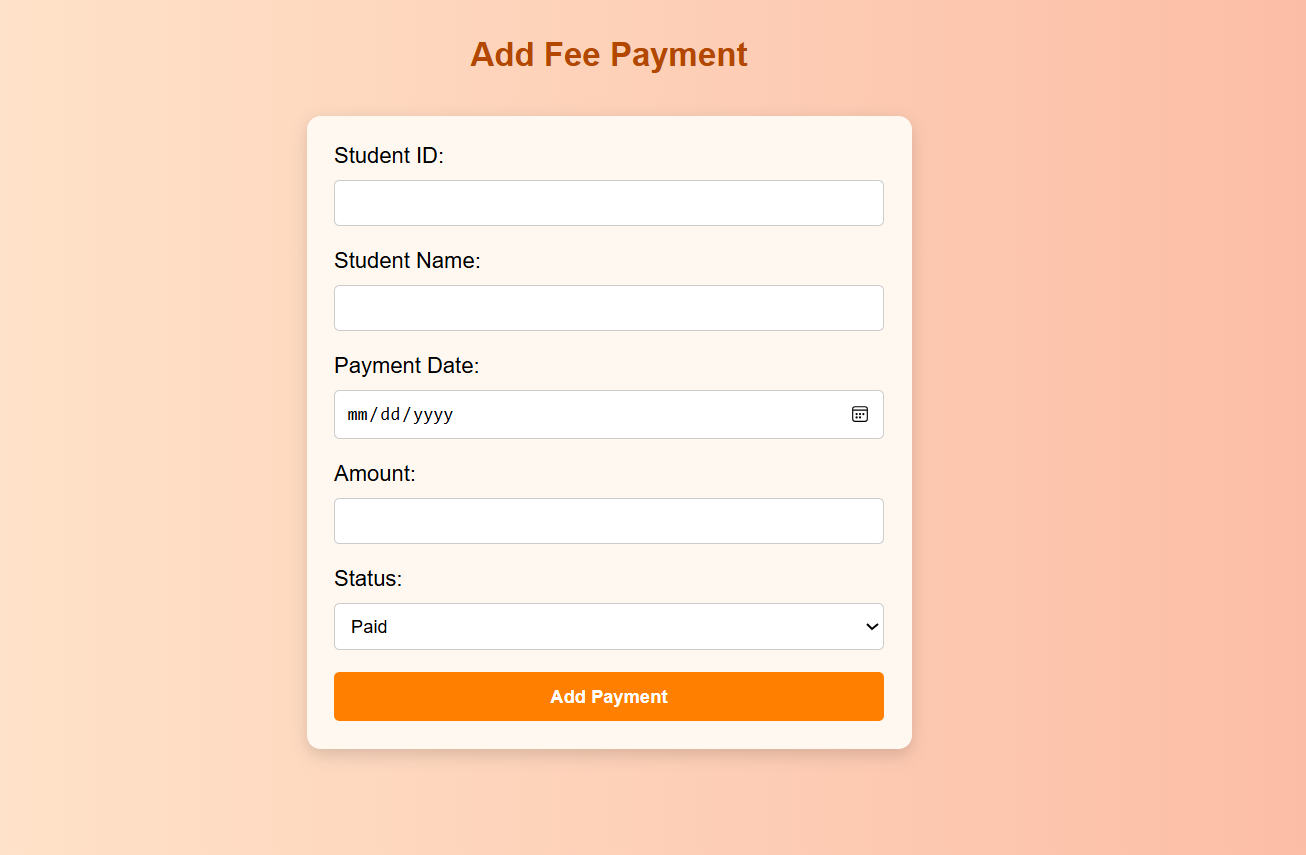 Add Fee Payment
Student ID:
Student Name:
Payment Date:
mm/dd/yyyy
Amount:
Status:
Paid
Add Payment